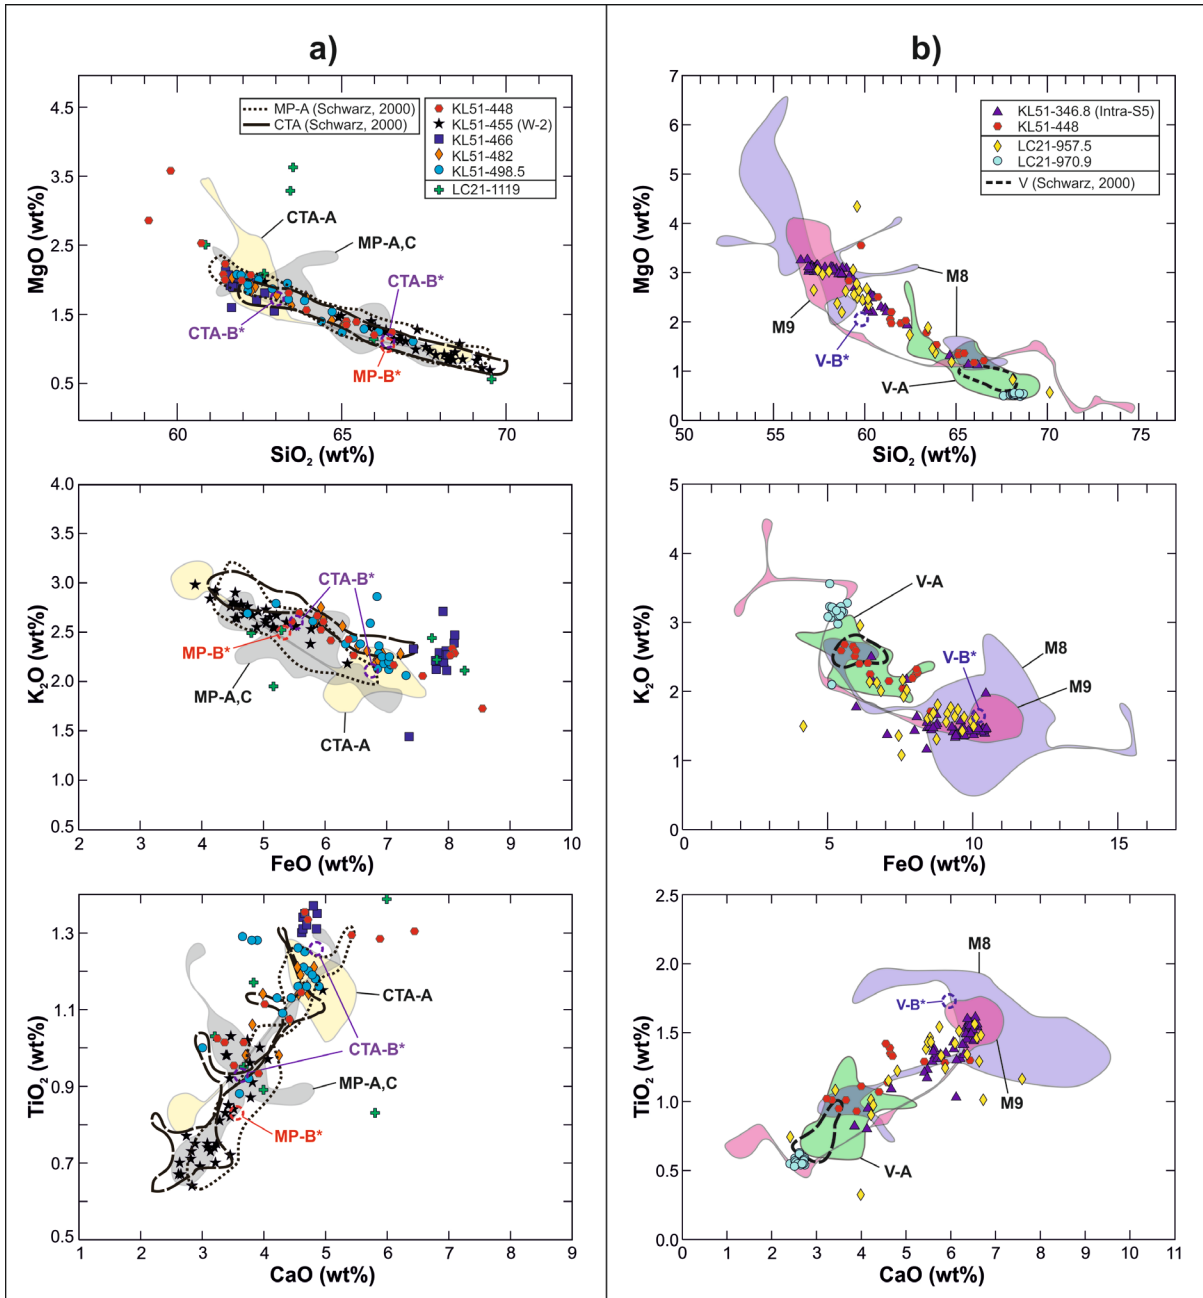 a)
MgO (wt%)
4.5
3.5
2.5
1.5
0.5
MP-A (Schwarz, 2000)
CTA (Schwarz, 2000)
KL51-448
KL51-455 (W-2)
KL51-466
KL51-482
KL51-498.5
LC21-1119
CTA-A
MP-A,C
CTA-B*
CTA-B*
MP-B*
60
65
70
SiO₂ (wt%)
K₂O (wt%)
4.0
3.5
3.0
2.5
2.0
1.5
1.0
0.5
CTA-B*
MP-B*
MP-A,C
CTA-A
2
3
4
5
6
7
8
9
10
FeO (wt%)
TiO₂ (wt%)
1.3
1.1
0.9
0.7
0.5
CTA-A
CTA-B*
MP-A,C
MP-B*
1
2
3
4
5
6
7
8
9
CaO (wt%)
b)
MgO (wt%)
7
6
5
4
3
2
1
0
KL51-346.8 (Intra-S5)
KL51-448
LC21-957.5
LC21-970.9
V (Schwarz, 2000)
M8
M9
V-B*
V-A
50
55
60
65
70
75
SiO₂ (wt%)
K₂O (wt%)
5
4
3
2
1
0
V-A
M8
V-B*
M9
0
5
10
15
FeO (wt%)
TiO₂ (wt%)
2.5
2.0
1.5
1.0
0.5
0.0
M8
V-B*
M9
V-A
0
1
2
3
4
5
6
7
8
9
10
11
CaO (wt%)